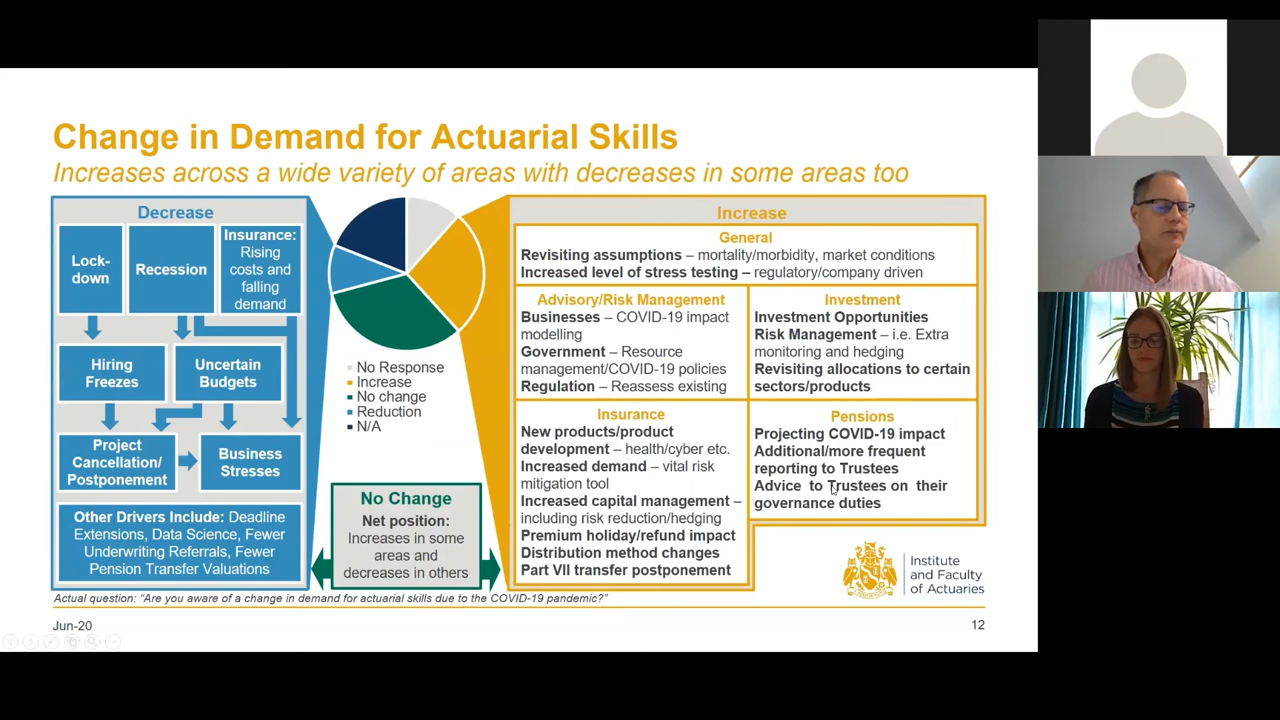 Change in Demand for Actuarial Skills
Increases across a wide variety of areas with decreases in some areas too
Decrease
Lock-
down
Recession
Insurance:
Rising
costs and
falling
demand
Hiring
Freezes
Uncertain
Budgets
Project
Cancellation/
Postponement
Business
Stresses
Other Drivers Include: Deadline
Extensions, Data Science, Fewer
Underwriting Referrals, Fewer
Pension Transfer Valuations
No Response
Increase
No change
Reduction
N/A
No Change
Net position:
Increases in some
areas and
decreases in others
Increase
General
Revisiting assumptions – mortality/morbidity, market conditions
Increased level of stress testing – regulatory/company driven
Advisory/Risk Management
Businesses – COVID-19 impact
modelling
Government – Resource
management/COVID-19 policies
Regulation – Reassess existing
Investment
Investment Opportunities
Risk Management – i.e. Extra
monitoring and hedging
Revisiting allocations to certain
sectors/products
Insurance
New products/product
development – health/cyber etc.
Increased demand – vital risk
mitigation tool
Increased capital management –
including risk reduction/hedging
Premium holiday/refund impact
Distribution method changes
Part VII transfer postponement
Pensions
Projecting COVID-19 impact
Additional/more frequent
reporting to Trustees
Advice to Trustees on their
governance duties
Institute
and Faculty
of Actuaries
Actual question: “Are you aware of a change in demand for actuarial skills due to the COVID-19 pandemic?”
Jun-20
12